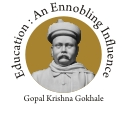 Education : An Ennobling Influence
Gopal Krishna Gokhale